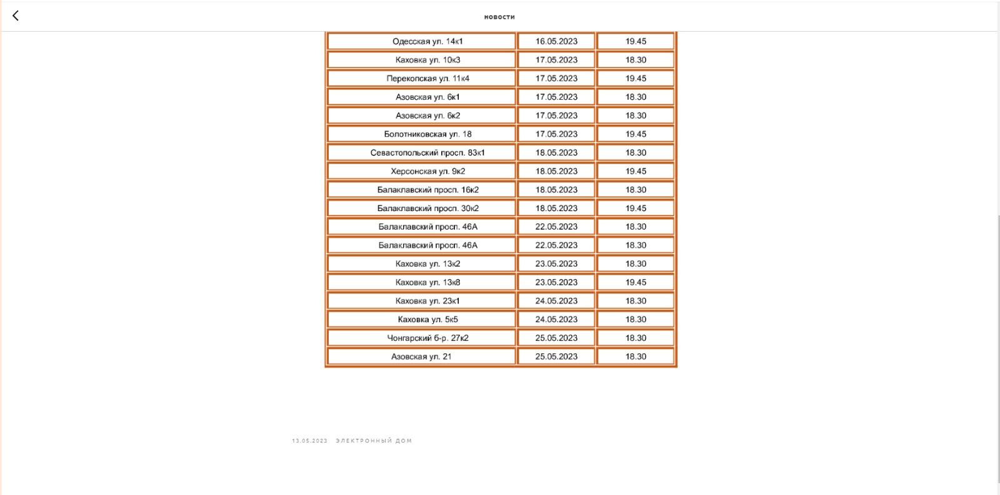 новости
Одесская ул. 14к1 16.05.2023 19.45
Каховка ул. 10к3 17.05.2023 18.30
Перекопская ул. 11к4 17.05.2023 19.45
Азовская ул. 6к1 17.05.2023 18.30
Азовская ул. 6к2 17.05.2023 18.30
Болотниковская ул. 18 17.05.2023 19.45
Севастопольский просп. 83к1 18.05.2023 18.30
Херсонская ул. 9к2 18.05.2023 19.45
Балаклавский просп. 16к2 18.05.2023 18.30
Балаклавский просп. 30к2 18.05.2023 19.45
Балаклавский просп. 46А 22.05.2023 18.30
Балаклавский просп. 46А 22.05.2023 18.30
Каховка ул. 13к2 23.05.2023 18.30
Каховка ул. 13к8 23.05.2023 19.45
Каховка ул. 23к1 24.05.2023 18.30
Каховка ул. 5к5 24.05.2023 18.30
Чонгарский б-р. 27к2 25.05.2023 18.30
Азовская ул. 21 25.05.2023 18.30
13.05.2023 ЭЛЕКТРОННЫЙ ДОМ